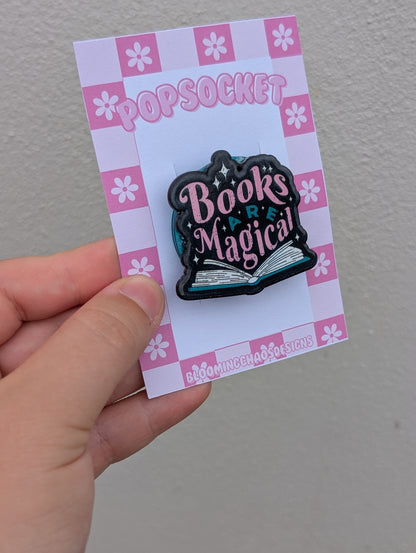 POPSOCKET
Books
ARE
Magical
BLOOMINGCHAOSDESIGNS